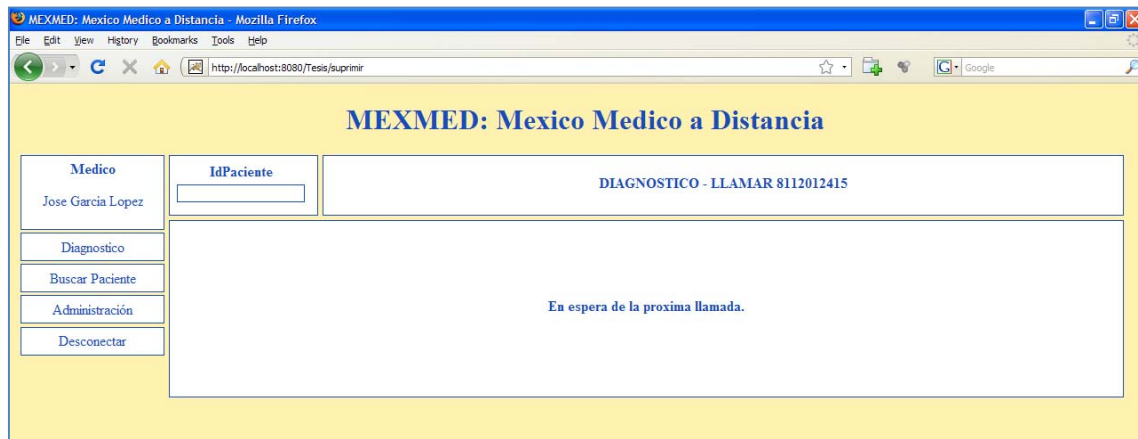 MEXMED: Mexico Medico a Distancia - Mozilla Firefox
File Edit View History Bookmarks Tools Help
http://localhost:8080/Tesis/suprimir
G Google
MEXMED: Mexico Medico a Distancia
Medico
Jose Garcia Lopez
IdPaciente
DIAGNOSTICO - LLAMAR 8112012415
Diagnostico
Buscar Paciente
Administración
Desconectar
En espera de la proxima llamada.